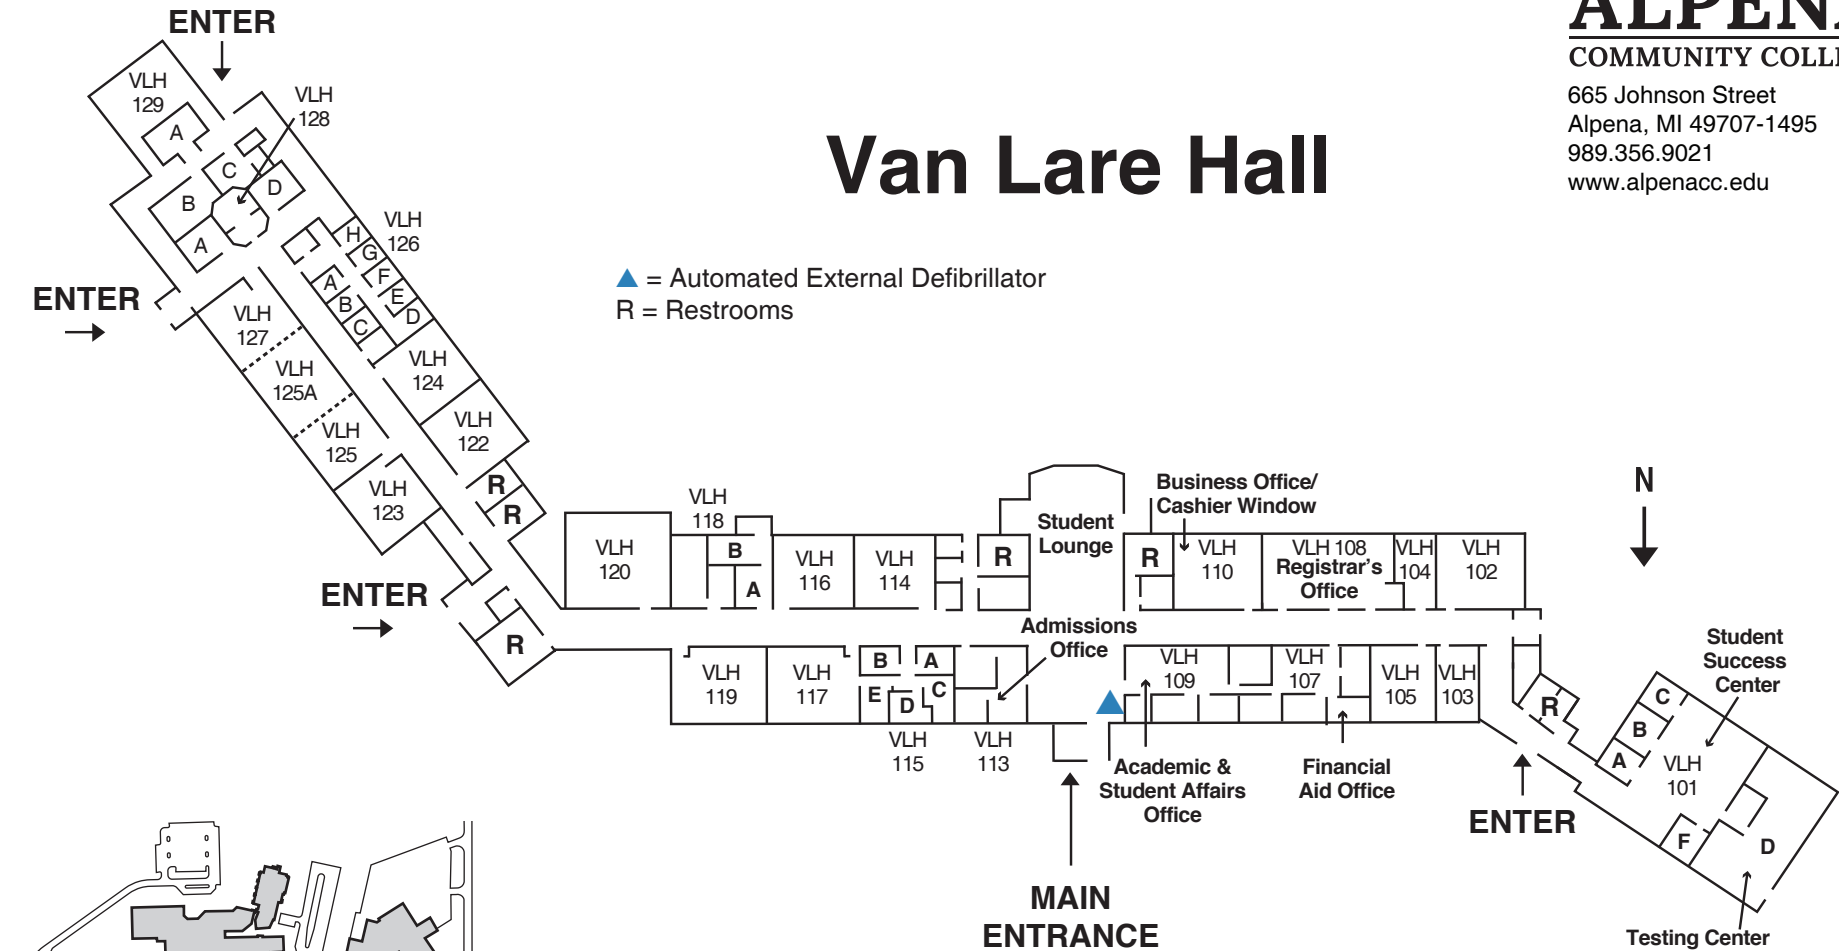 ENTER
ALPENA
COMMUNITY COLLE
665 Johnson Street
Alpena, MI 49707-1495
989.356.9021
www.alpenacc.edu
Van Lare Hall
= Automated External Defibrillator
R = Restrooms
VLH
129
A
VLH
128
C
D
B
A
VLH
126
H
G
F
E
D
A
B
C
ENTER
VLH
127
VLH
125A
VLH
125
VLH
123
VLH
124
VLH
122
R
R
ENTER
R
VLH
120
VLH
118
B
A
VLH
116
VLH
114
R
Student
Lounge
Business Office/
Cashier Window
R
VLH
110
VLH 108
Registrar's
Office
VLH
104
VLH
102
N
Admissions
Office
VLH
119
VLH
117
B
A
E
D
C
VLH
115
VLH
113
VLH
109
VLH
107
VLH
105
VLH
103
Academic &
Student Affairs
Office
Financial
Aid Office
MAIN
ENTRANCE
ENTER
R
Student
Success
Center
C
B
A
VLH
101
F
D
Testing Center